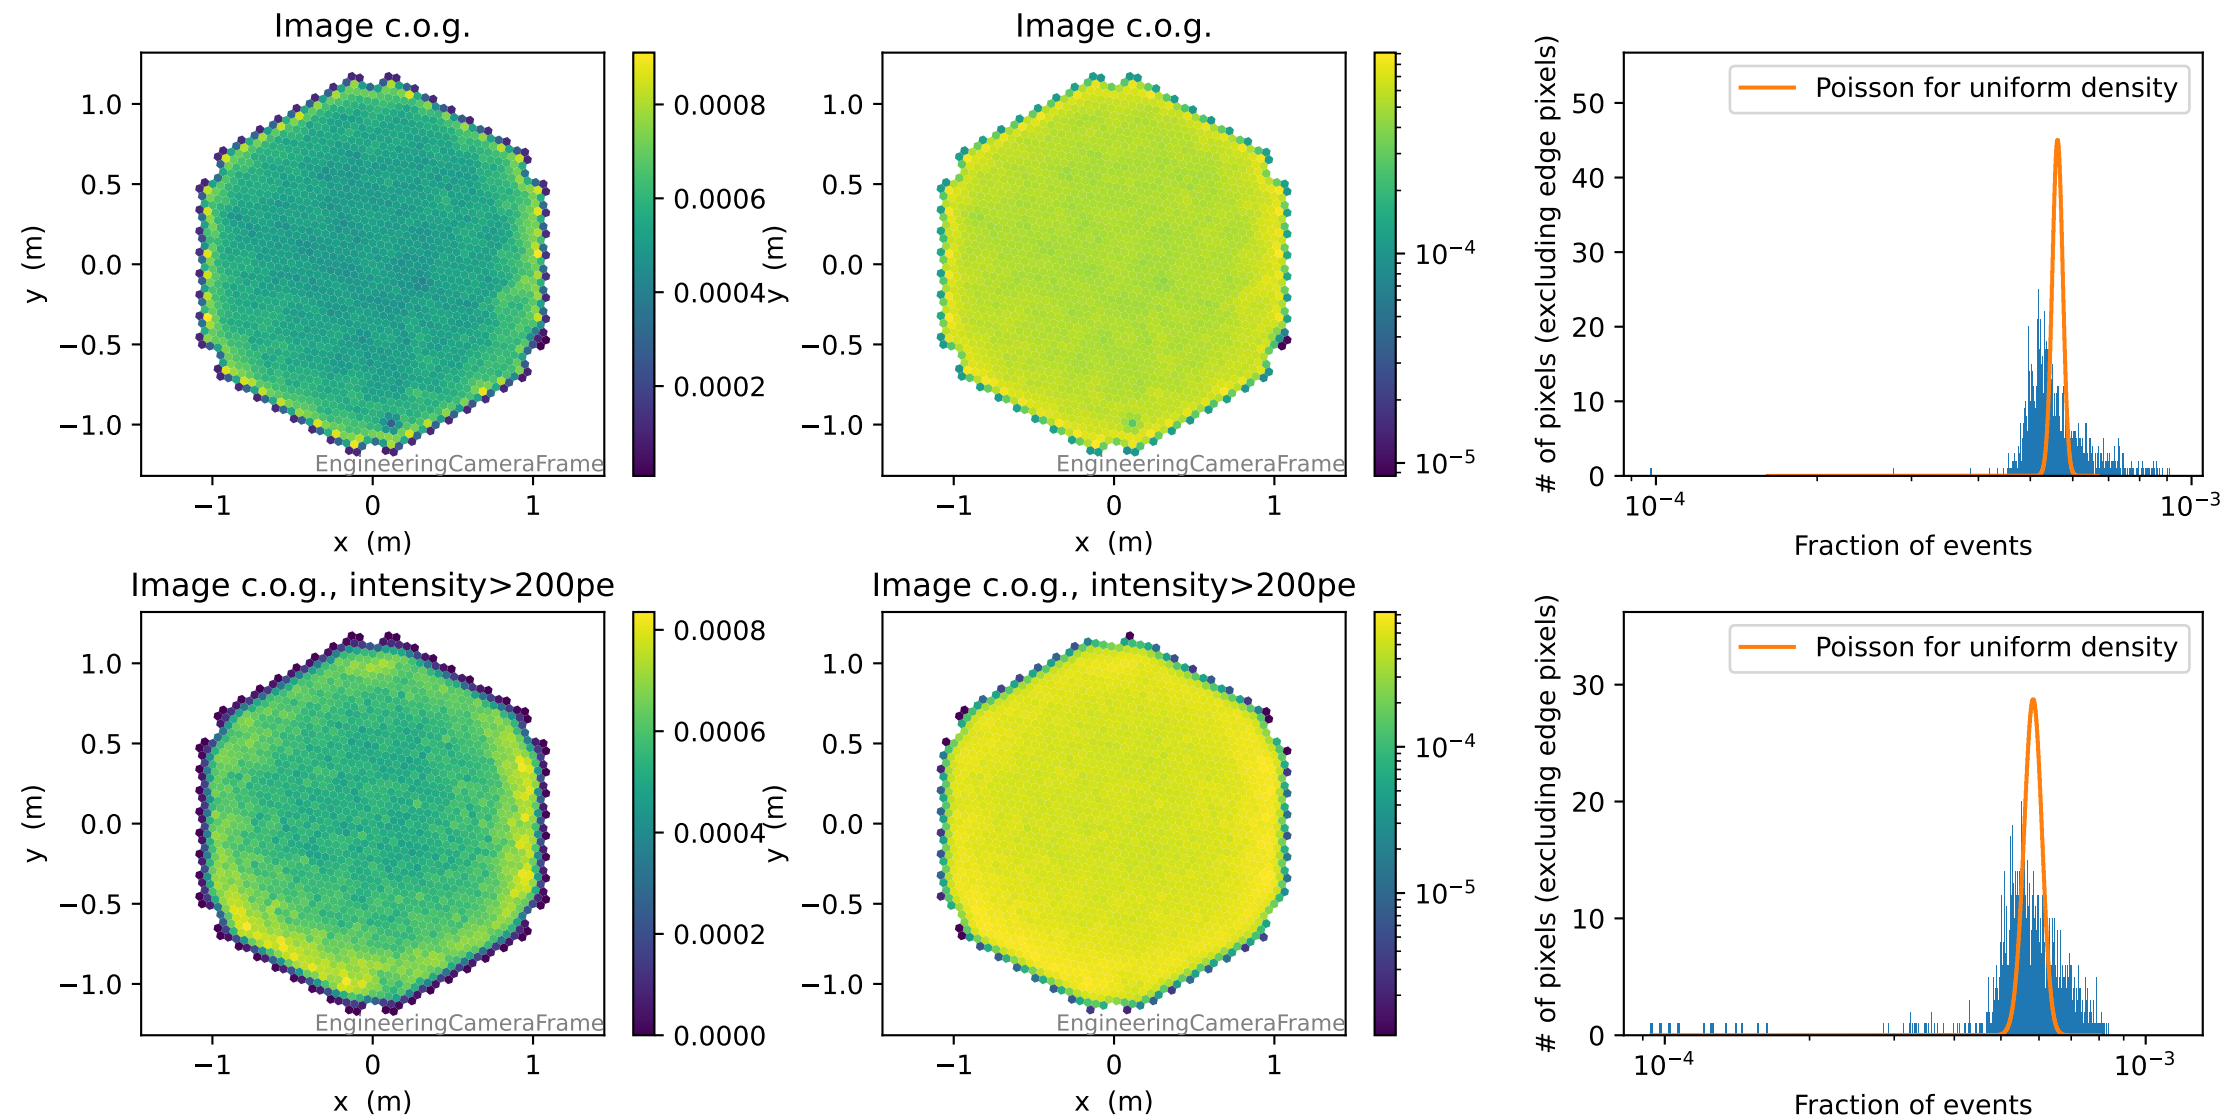 Image c.o.g.
y (m)
1.0
0.5
0.0
−0.5
−1.0
−1
0
1
x (m)
EngineeringCameraFrame
0.0008
0.0006
0.0004
0.0002
Image c.o.g.
y (m)
1.0
0.5
0.0
−0.5
−1.0
−1
0
1
x (m)
EngineeringCameraFrame
10⁻⁴
10⁻⁵
# of pixels (excluding edge pixels)
50
40
30
20
10
0
Poisson for uniform density
10⁻⁴
10⁻³
Fraction of events
Image c.o.g., intensity>200pe
y (m)
1.0
0.5
0.0
−0.5
−1.0
−1
0
1
x (m)
EngineeringCameraFrame
0.0008
0.0006
0.0004
0.0002
0.0000
Image c.o.g., intensity>200pe
y (m)
1.0
0.5
0.0
−0.5
−1.0
−1
0
1
x (m)
EngineeringCameraFrame
10⁻⁴
10⁻⁵
# of pixels (excluding edge pixels)
30
20
10
0
Poisson for uniform density
10⁻⁴
10⁻³
Fraction of events